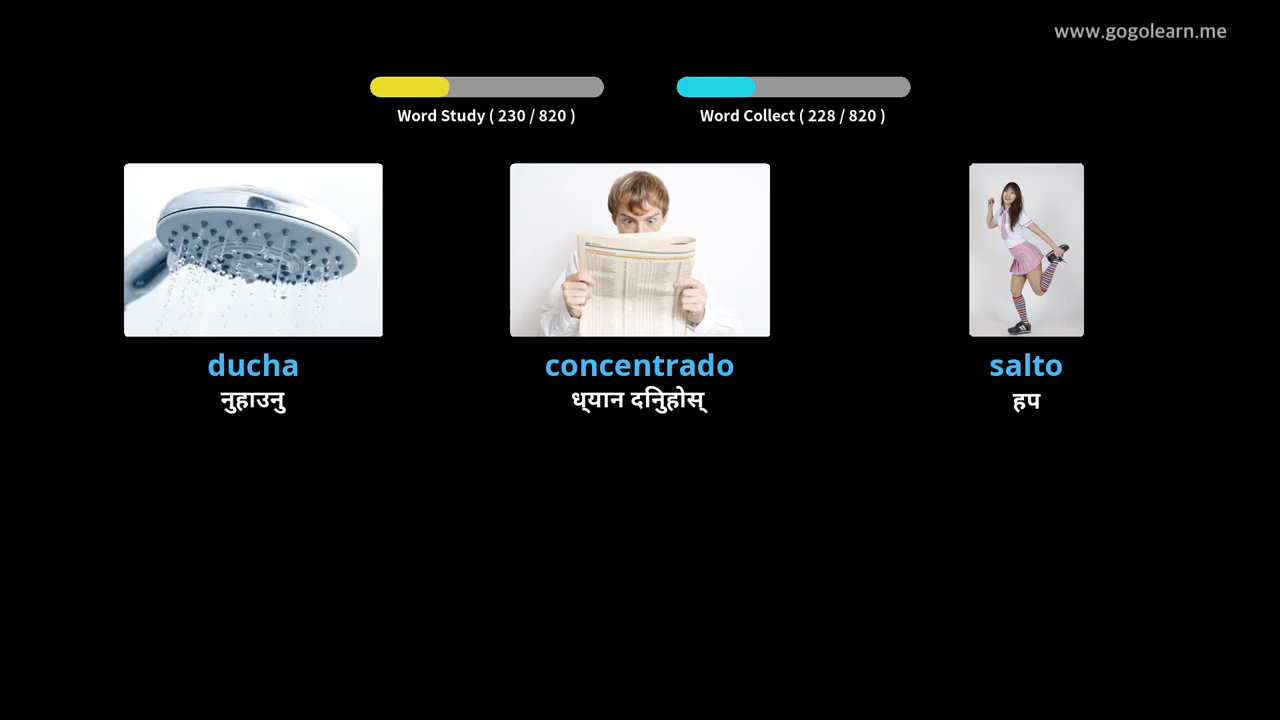 www.gogolearn.me
Word Study ( 230 / 820 )
Word Collect ( 228 / 820 )
ducha
नुहाउनु
concentrado
ध्यान दिनुहोस्
salto
हप